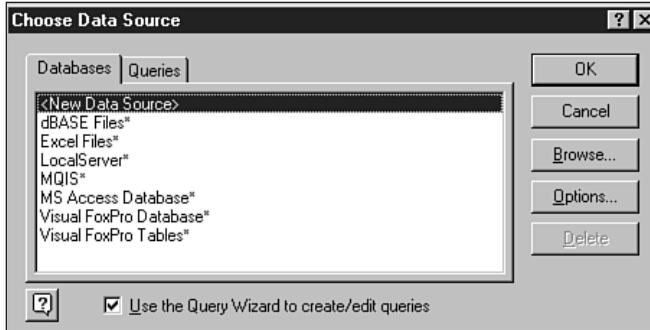 Choose Data Source
Databases
Queries
<New Data Source>
dBASE Files*
Excel Files*
LocalServer*
MQIS*
MS Access Database*
Visual FoxPro Database*
Visual FoxPro Tables*
OK
Cancel
Browse...
Options...
Delete
Use the Query Wizard to create/edit queries